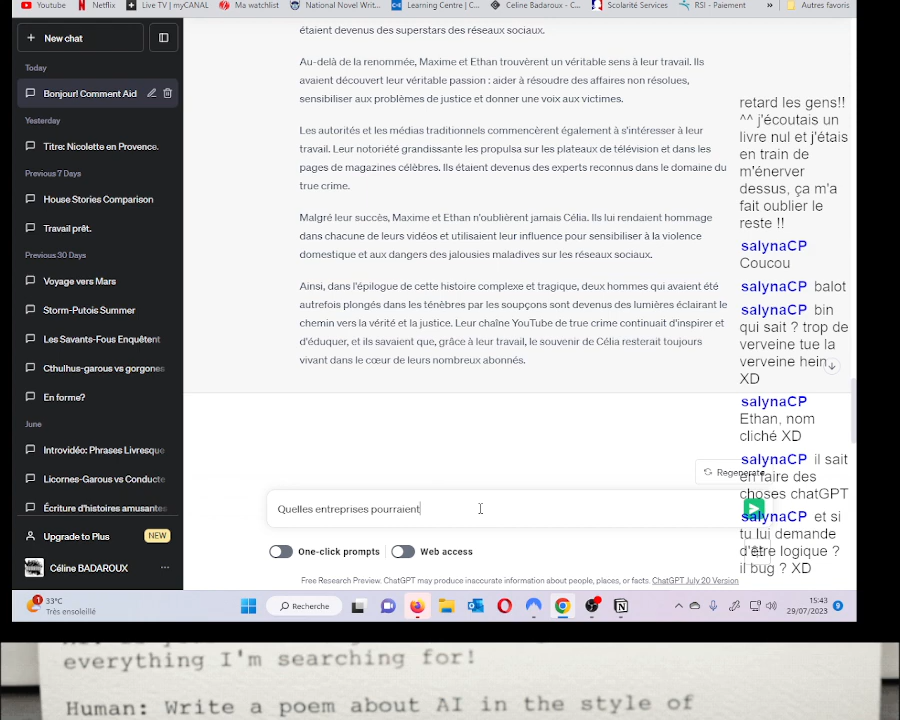 Youtube
Netflix
Live TV | myCANAL
Ma watchlist
National Novel Writ...
Learning Centre | C...
Celine Badaroux - C...
Scolarité Services
RSI - Paiement
»
Autres favoris
+ New chat
Today
Bonjour! Comment Aid
Yesterday
Titre: Nicolette en Provence.
Previous 7 Days
House Stories Comparison
Travail prêt.
Previous 30 Days
Voyage vers Mars
Storm-Putois Summer
Les Savants-Fous Enquêtent
Cthulhus-garous vs gorgone
En forme?
June
Introvidéo: Phrases Livresque
Licornes-Garous vs Conducte
Écriture d'histoires amusantes
Upgrade to Plus
NEW
Céline BADAROUX
...
étaient devenus des superstars des réseaux sociaux.
Au-delà de la renommée, Maxime et Ethan trouvèrent un véritable sens à leur travail. Ils
avaient découvert leur véritable passion : aider à résoudre des affaires non résolues,
sensibiliser aux problèmes de justice et donner une voix aux victimes.
Les autorités et les médias traditionnels commencèrent également à s'intéresser à leur
travail. Leur notoriété grandissante les propulsa sur les plateaux de télévision et dans les
pages de magazines célèbres. Ils étaient devenus des experts reconnus dans le domaine du
true crime.
Malgré leur succès, Maxime et Ethan n'oublièrent jamais Célia. Ils lui rendaient hommage
dans chacune de leurs vidéos et utilisaient leur influence pour sensibiliser à la violence
domestique et aux dangers des jalousies maladives sur les réseaux sociaux.
Ainsi, dans l'épilogue de cette histoire complexe et tragique, deux hommes qui avaient été
autrefois plongés dans les ténèbres par les soupçons sont devenus des lumières éclairant le
chemin vers la vérité et la justice. Leur chaîne YouTube de true crime continuait d'inspirer et
d'éduquer, et ils savaient que, grâce à leur travail, le souvenir de Célia resterait toujours
vivant dans le cœur de leurs nombreux abonnés.
Regenerate
Quelles entreprises pourraient
One-click prompts
Web access
Free Research Preview. ChatGPT may produce inaccurate information about people, places, or facts. ChatGPT July 20 Version
retard les gens!!
^^ j'écoutais un
livre nul et j'étais
en train de
m'énerver
dessus, ça m'a
fait oublier le
reste !!
salynaCP
Coucou
salynaCP balot
salynaCP bin
qui sait ? trop de
verveine tue la
verveine hein
XD
salynaCP
Ethan, nom
cliché XD
salynaCP il sait
en faire des
choses chatGPT
salynaCP et si
tu lui demande
d'être logique ?
il bug ? XD
1
33°C
Très ensoleillé
Recherche
15:43
29/07/2023
9
everything I'm searching for!
Human: Write a poem about AI in the style of